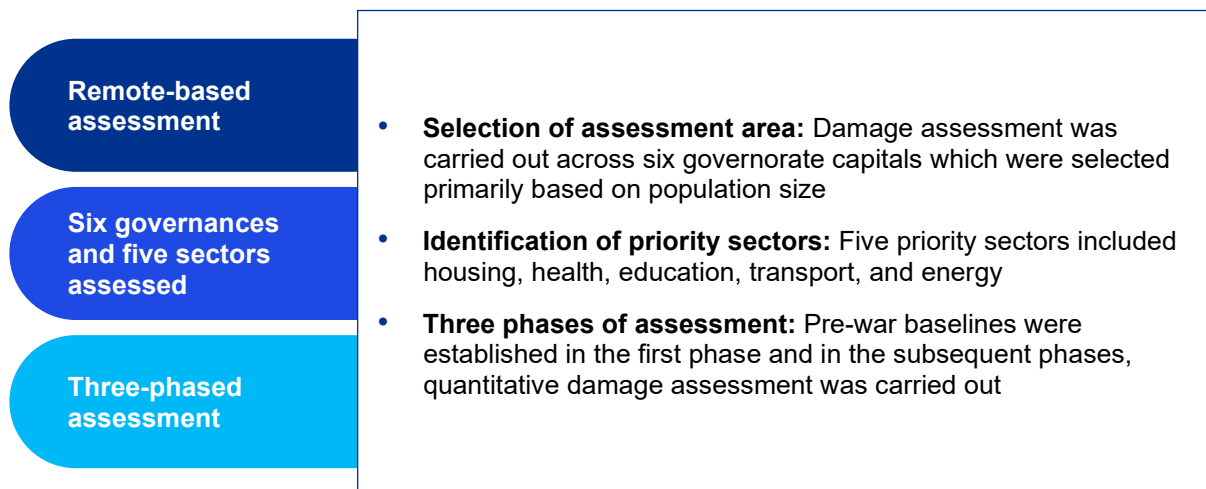 Remote-based
assessment
Six governances
and five sectors
assessed
Three-phased
assessment
• Selection of assessment area: Damage assessment was
carried out across six governorate capitals which were selected
primarily based on population size
• Identification of priority sectors: Five priority sectors included
housing, health, education, transport, and energy
• Three phases of assessment: Pre-war baselines were
established in the first phase and in the subsequent phases,
quantitative damage assessment was carried out